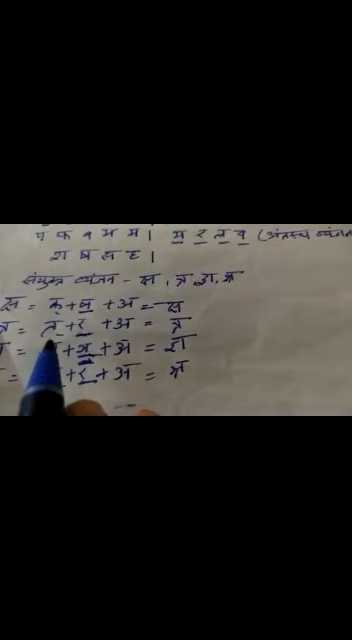 प फ ब भ म । य र ल व (अंतस्थ व्यंजन
श ष स ह ।
संयुक्त व्यंजन - क्ष, त्र, ज्ञ, श्र
क्ष = क् + ष् + अ = क्ष
त्र = त् + र् + अ = त्र
= + ञ् + अ = ज्ञ
= + र् + अ = श्र